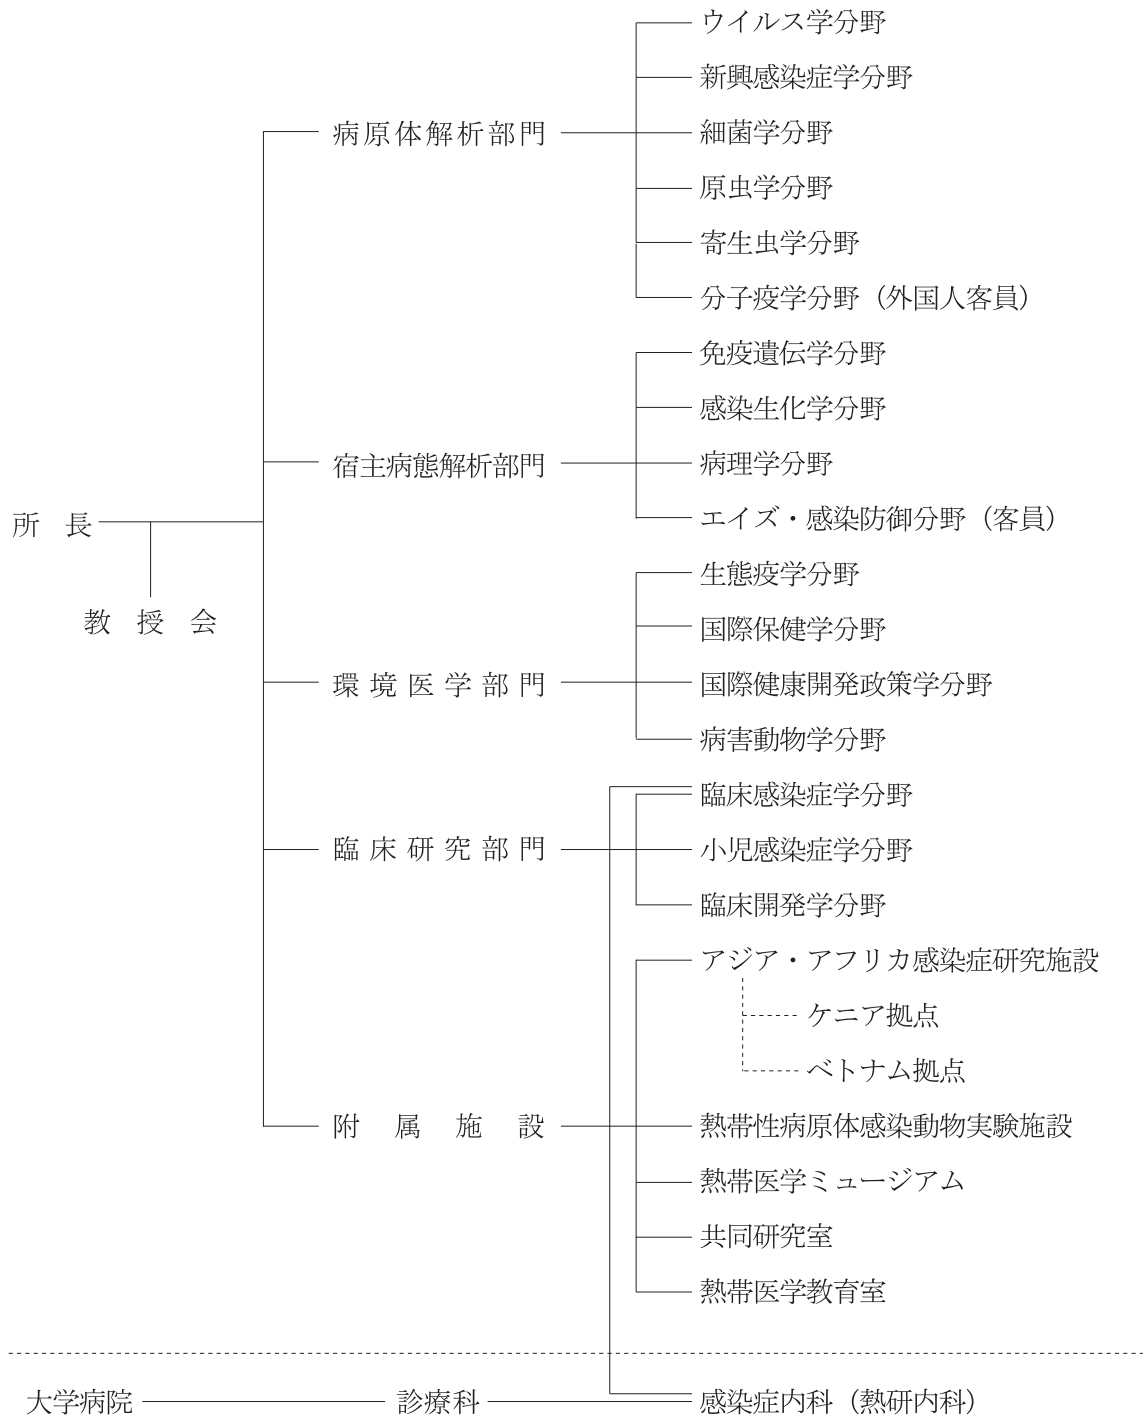 ウイルス学分野
新興感染症学分野
病原体解析部門
細菌学分野
原虫学分野
寄生虫学分野
分子疫学分野（外国人客員）
免疫遺伝学分野
感染生化学分野
宿主病態解析部門
病理学分野
エイズ・感染防御分野（客員）
所長
教授会
生態疫学分野
国際保健学分野
環境医学部門
国際健康開発政策学分野
病害動物学分野
臨床感染症学分野
臨床研究部門
小児感染症学分野
臨床開発学分野
アジア・アフリカ感染症研究施設
ケニア拠点
ベトナム拠点
附属施設
熱帯性病原体感染動物実験施設
熱帯医学ミュージアム
共同研究室
熱帯医学教育室
大学病院
診療科
感染症内科（熱研内科）